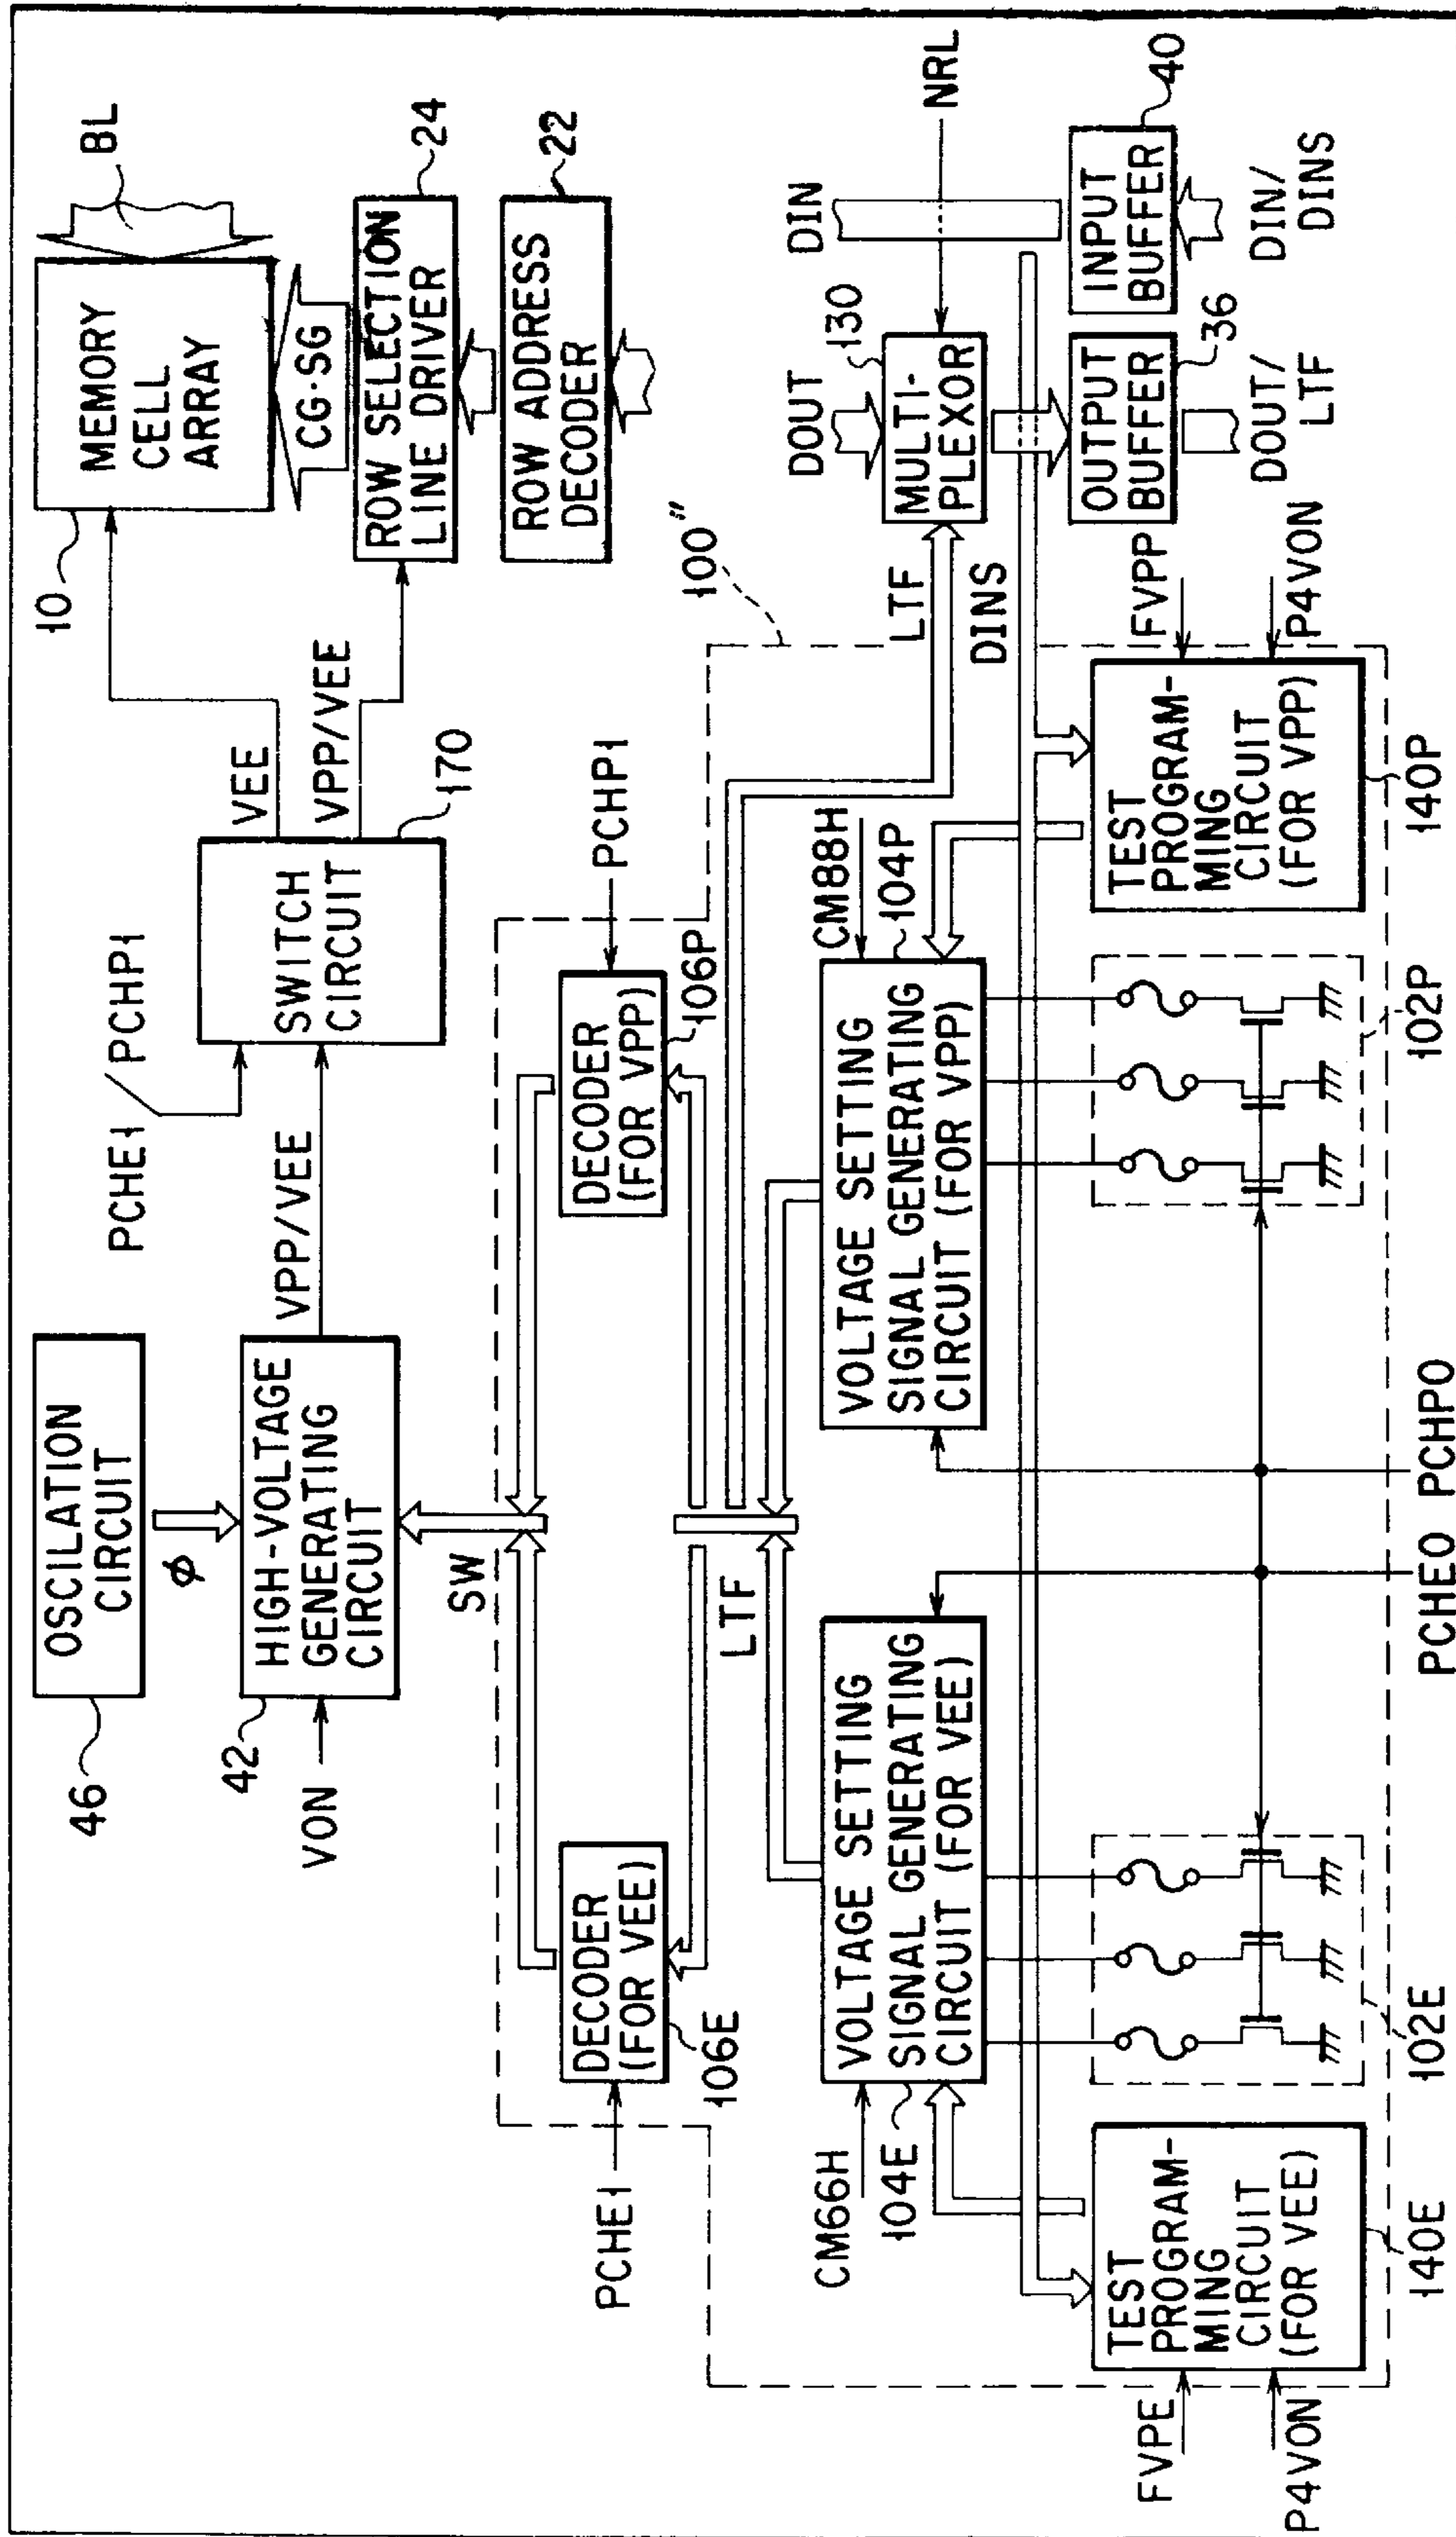 46
OSCILATION
CIRCUIT
φ
42
HIGH-VOLTAGE
GENERATING
CIRCUIT
VON
VPP/VEE
PCHE1/PCHP1
SWITCH
CIRCUIT
170
VEE
VPP/VEE
10
MEMORY
CELL
ARRAY
BL
CG·SG
ROW SELECTION
LINE DRIVER
24
ROW ADDRESS
DECODER
22
SW
100"
PCHE1
DECODER
(FOR VEE)
106E
DECODER
(FOR VPP)
106P
PCHP1
LTF
LTF
DINS
DOUT
MULTI-
PLEXOR
130
NRL
DIN
OUTPUT
BUFFER
36
DOUT/
LTF
INPUT
BUFFER
40
DIN/
DINS
CM66H
104E
VOLTAGE SETTING
SIGNAL GENERATING
CIRCUIT (FOR VEE)
VOLTAGE SETTING
SIGNAL GENERATING
CIRCUIT (FOR VPP)
CM88H
104P
FVPE
P4VON
TEST
PROGRAM-
MING
CIRCUIT
(FOR VEE)
140E
102E
PCHE0 PCHP0
102P
TEST
PROGRAM-
MING
CIRCUIT
(FOR VPP)
140P
FVPP
P4VON